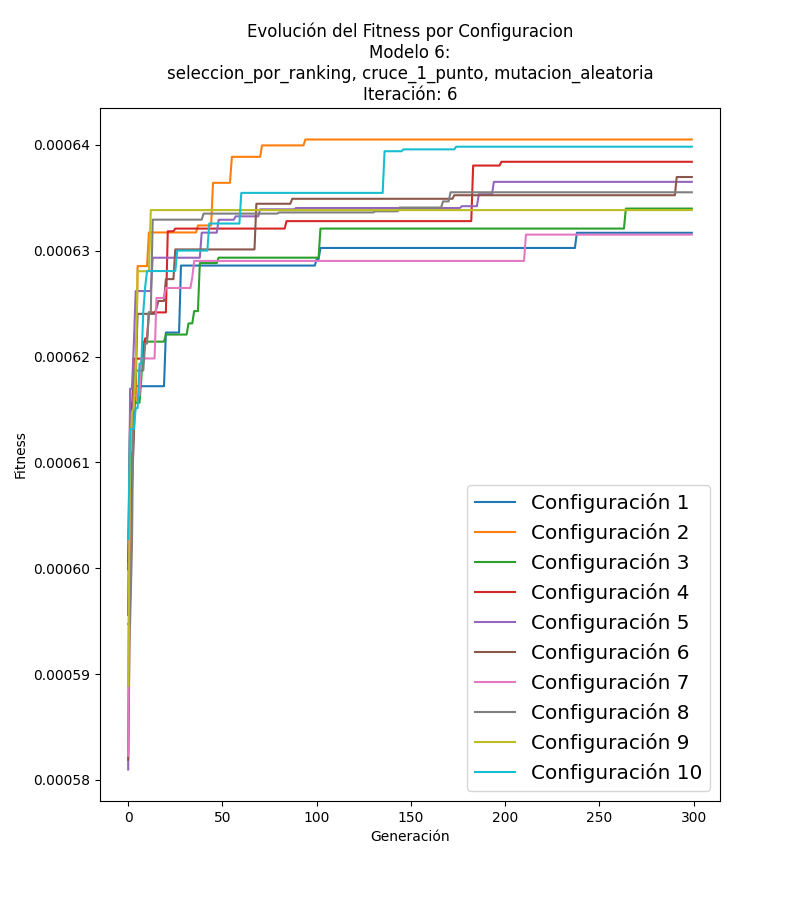 Evolución del Fitness por Configuracion
Modelo 6:
seleccion_por_ranking, cruce_1_punto, mutacion_aleatoria
Iteración: 6
0.00064
0.00063
0.00062
0.00061
0.00060
0.00059
0.00058
Fitness
0
50
100
150
200
250
300
Generación
Configuración 1
Configuración 2
Configuración 3
Configuración 4
Configuración 5
Configuración 6
Configuración 7
Configuración 8
Configuración 9
Configuración 10